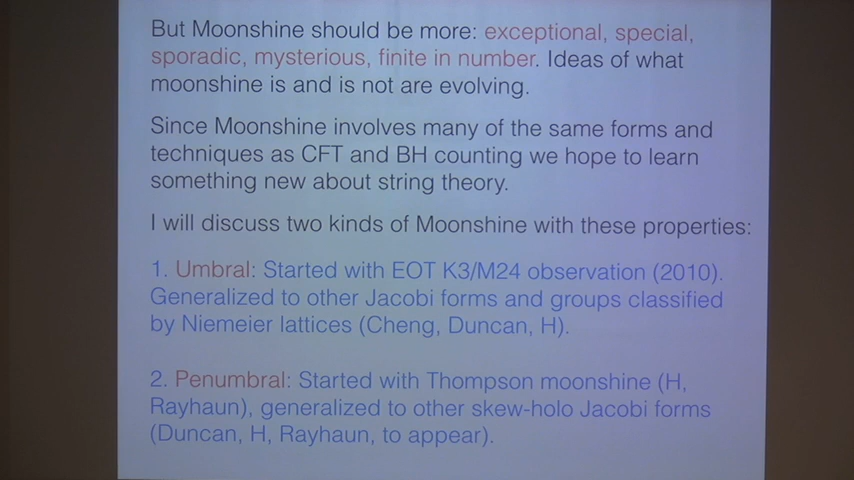 But Moonshine should be more: exceptional, special,
sporadic, mysterious, finite in number. Ideas of what
moonshine is and is not are evolving.
Since Moonshine involves many of the same forms and
techniques as CFT and BH counting we hope to learn
something new about string theory.
I will discuss two kinds of Moonshine with these properties:
1. Umbral: Started with EOT K3/M24 observation (2010).
Generalized to other Jacobi forms and groups classified
by Niemeier lattices (Cheng, Duncan, H).
2. Penumbral: Started with Thompson moonshine (H,
Rayhaun), generalized to other skew-holo Jacobi forms
(Duncan, H, Rayhaun, to appear).